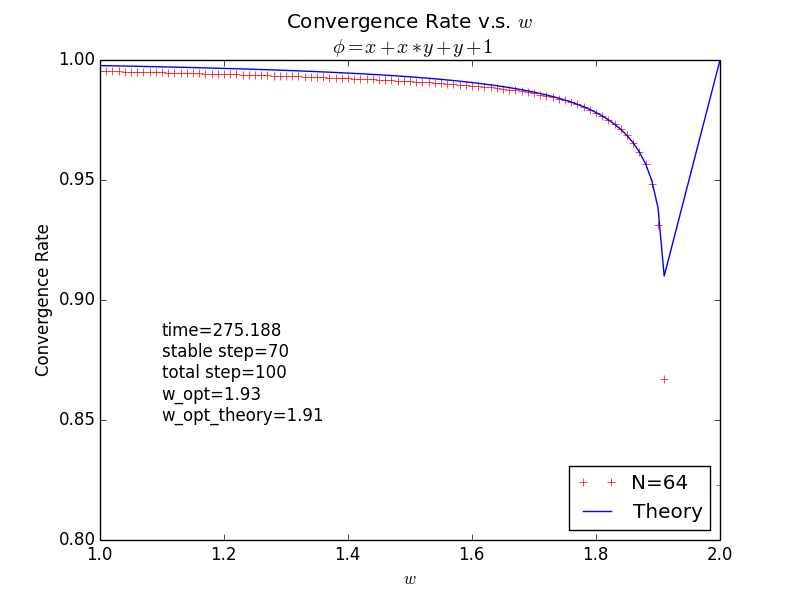 Convergence Rate v.s. w
ϕ=x+x*y+y+1
1.00
0.95
0.90
0.85
0.80
Convergence Rate
time=275.188
stable step=70
total step=100
w_opt=1.93
w_opt_theory=1.91
N=64
Theory
1.0 1.2 1.4 1.6 1.8 2.0
w